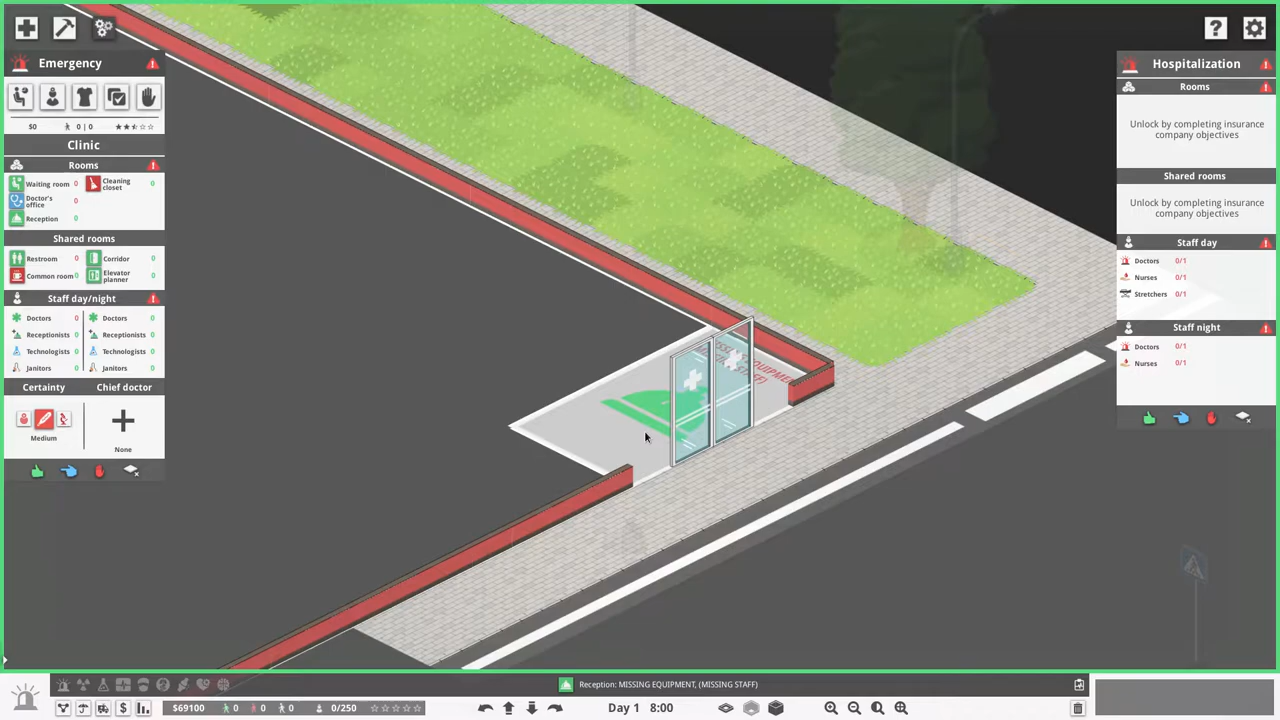 Emergency
$0
0 | 0
Clinic
Rooms
Waiting room 0
Cleaning closet 0
Doctor's office 0
Reception 0
Shared rooms
Restroom 0
Corridor 0
Common room 0
Elevator planner 0
Staff day/night
Doctors 0
Doctors 0
Receptionists 0
Receptionists 0
Technologists 0
Technologists 0
Janitors 0
Janitors 0
Certainty
Chief doctor
Medium
None
?
Hospitalization
Rooms
Unlock by completing insurance
company objectives
Shared rooms
Unlock by completing insurance
company objectives
Staff day
Doctors 0/1
Nurses 0/1
Stretchers 0/1
Staff night
Doctors 0/1
Nurses 0/1
Reception: MISSING EQUIPMENT, (MISSING STAFF)
$69100
0
0
0
0/250
Day 1 8:00